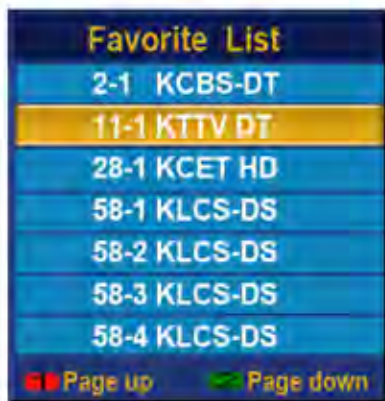 Favorite List
2-1 KCBS-DT
11-1 KTTV DT
28-1 KCET HD
58-1 KLCS-DS
58-2 KLCS-DS
58-3 KLCS-DS
58-4 KLCS-DS
Page up Page down